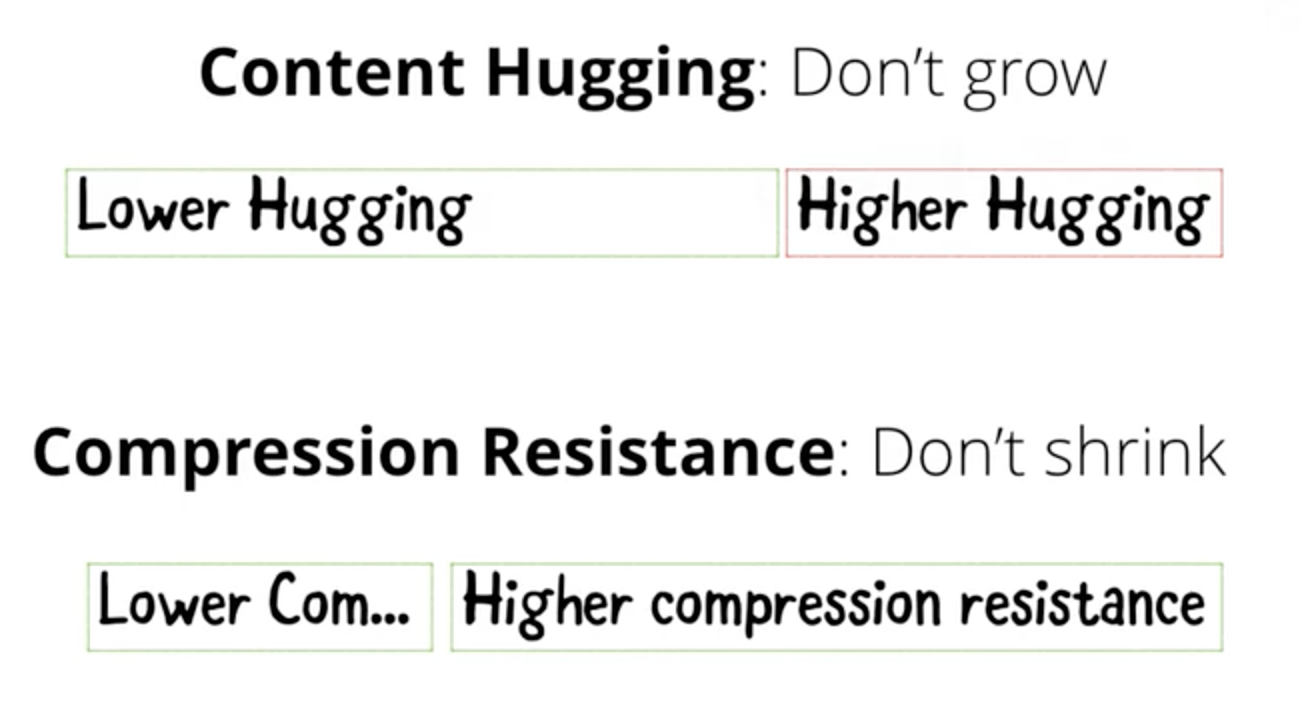 Content Hugging: Don’t grow
Lower Hugging Higher Hugging
Compression Resistance: Don’t shrink
Lower Com... Higher compression resistance